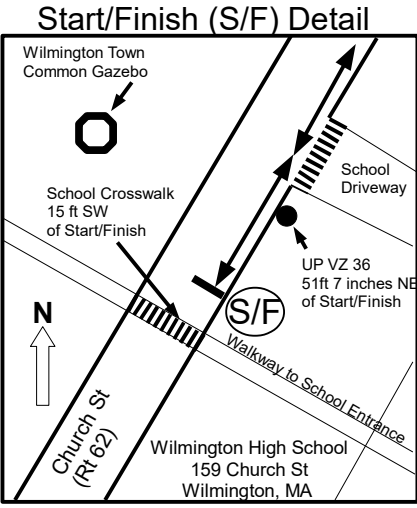 Start/Finish (S/F) Detail
Wilmington Town
Common Gazebo
School Crosswalk
15 ft SW
of Start/Finish
School
Driveway
UP VZ 36
51ft 7 inches NE
of Start/Finish
N
S/F
Walkway to School Entrance
Church St
(Rt 62)
Wilmington High School
159 Church St
Wilmington, MA